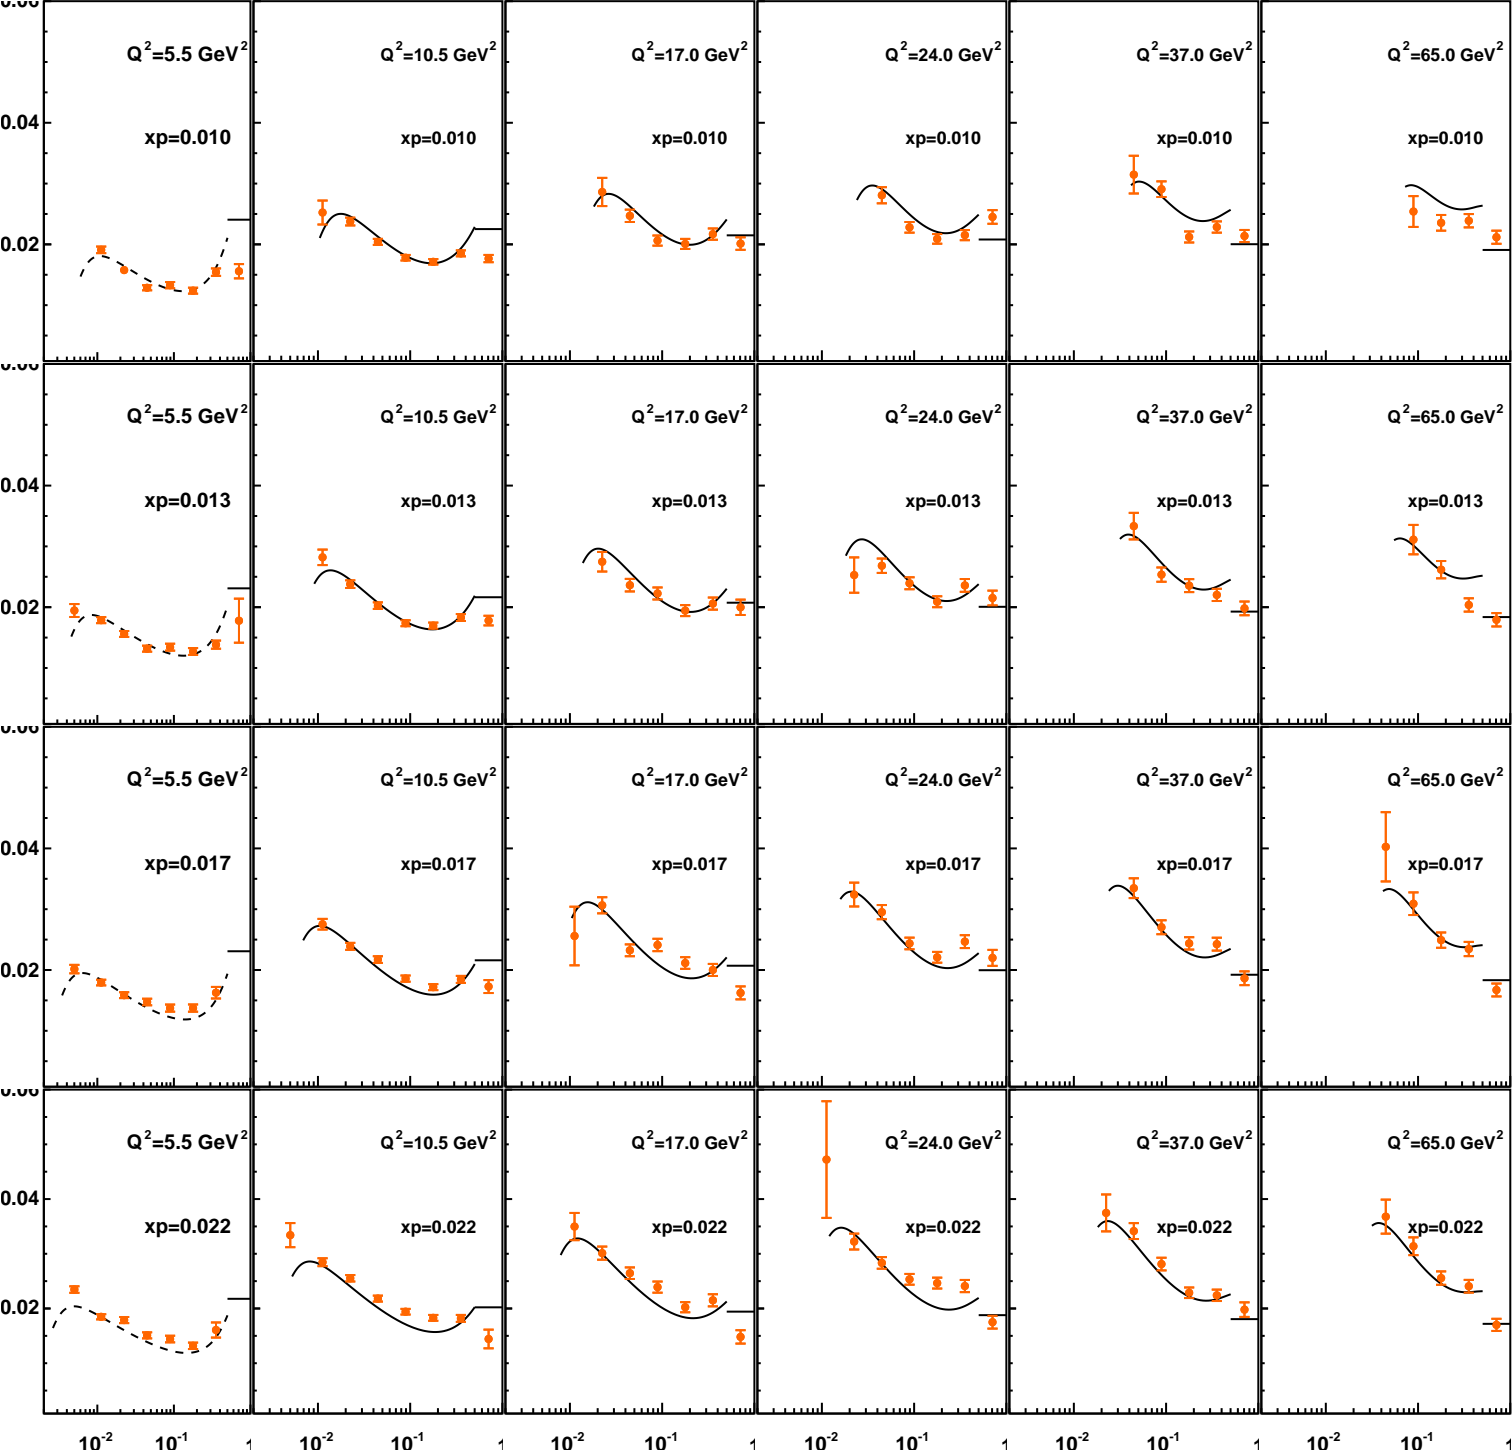 0.06
Q²=5.5 GeV² Q²=10.5 GeV² Q²=17.0 GeV² Q²=24.0 GeV² Q²=37.0 GeV² Q²=65.0 GeV²
0.04
xp=0.010 xp=0.010 xp=0.010 xp=0.010 xp=0.010 xp=0.010
0.02
0.06
Q²=5.5 GeV² Q²=10.5 GeV² Q²=17.0 GeV² Q²=24.0 GeV² Q²=37.0 GeV² Q²=65.0 GeV²
0.04
xp=0.013 xp=0.013 xp=0.013 xp=0.013 xp=0.013 xp=0.013
0.02
0.06
Q²=5.5 GeV² Q²=10.5 GeV² Q²=17.0 GeV² Q²=24.0 GeV² Q²=37.0 GeV² Q²=65.0 GeV²
0.04
xp=0.017 xp=0.017 xp=0.017 xp=0.017 xp=0.017 xp=0.017
0.02
0.06
Q²=5.5 GeV² Q²=10.5 GeV² Q²=17.0 GeV² Q²=24.0 GeV² Q²=37.0 GeV² Q²=65.0 GeV²
0.04
xp=0.022 xp=0.022 xp=0.022 xp=0.022 xp=0.022 xp=0.022
0.02
10⁻² 10⁻¹ 1 10⁻² 10⁻¹ 1 10⁻² 10⁻¹ 1 10⁻² 10⁻¹ 1 10⁻² 10⁻¹ 1 10⁻² 10⁻¹ 1